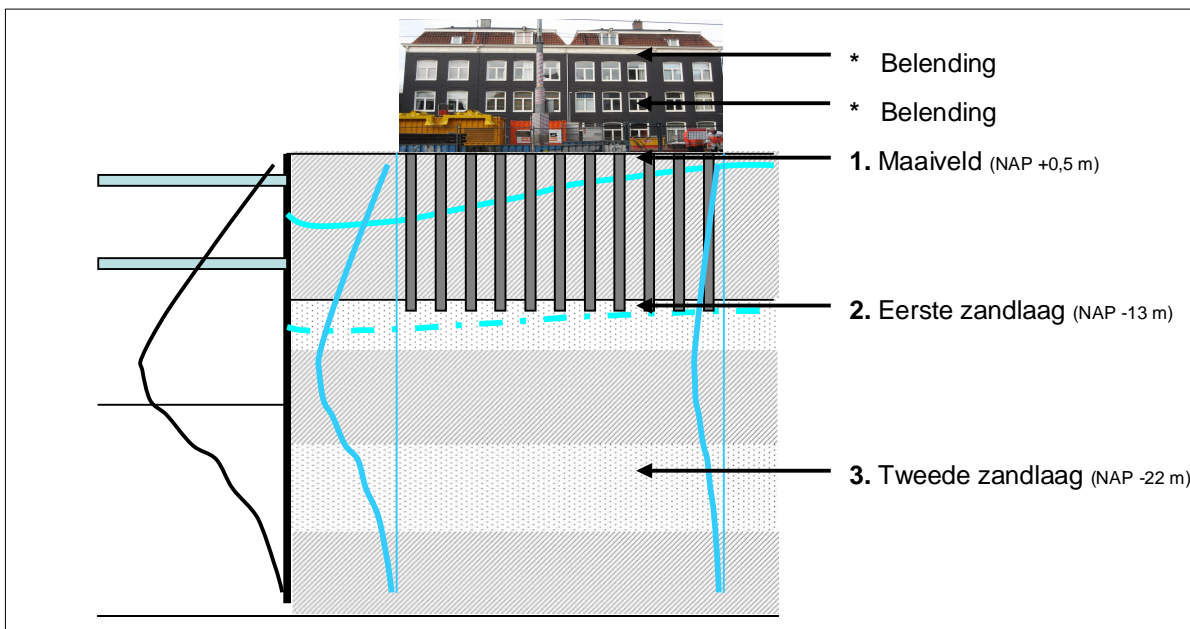 * Belending
* Belending
1. Maaiveld (NAP +0,5 m)
2. Eerste zandlaag (NAP -13 m)
3. Tweede zandlaag (NAP -22 m)